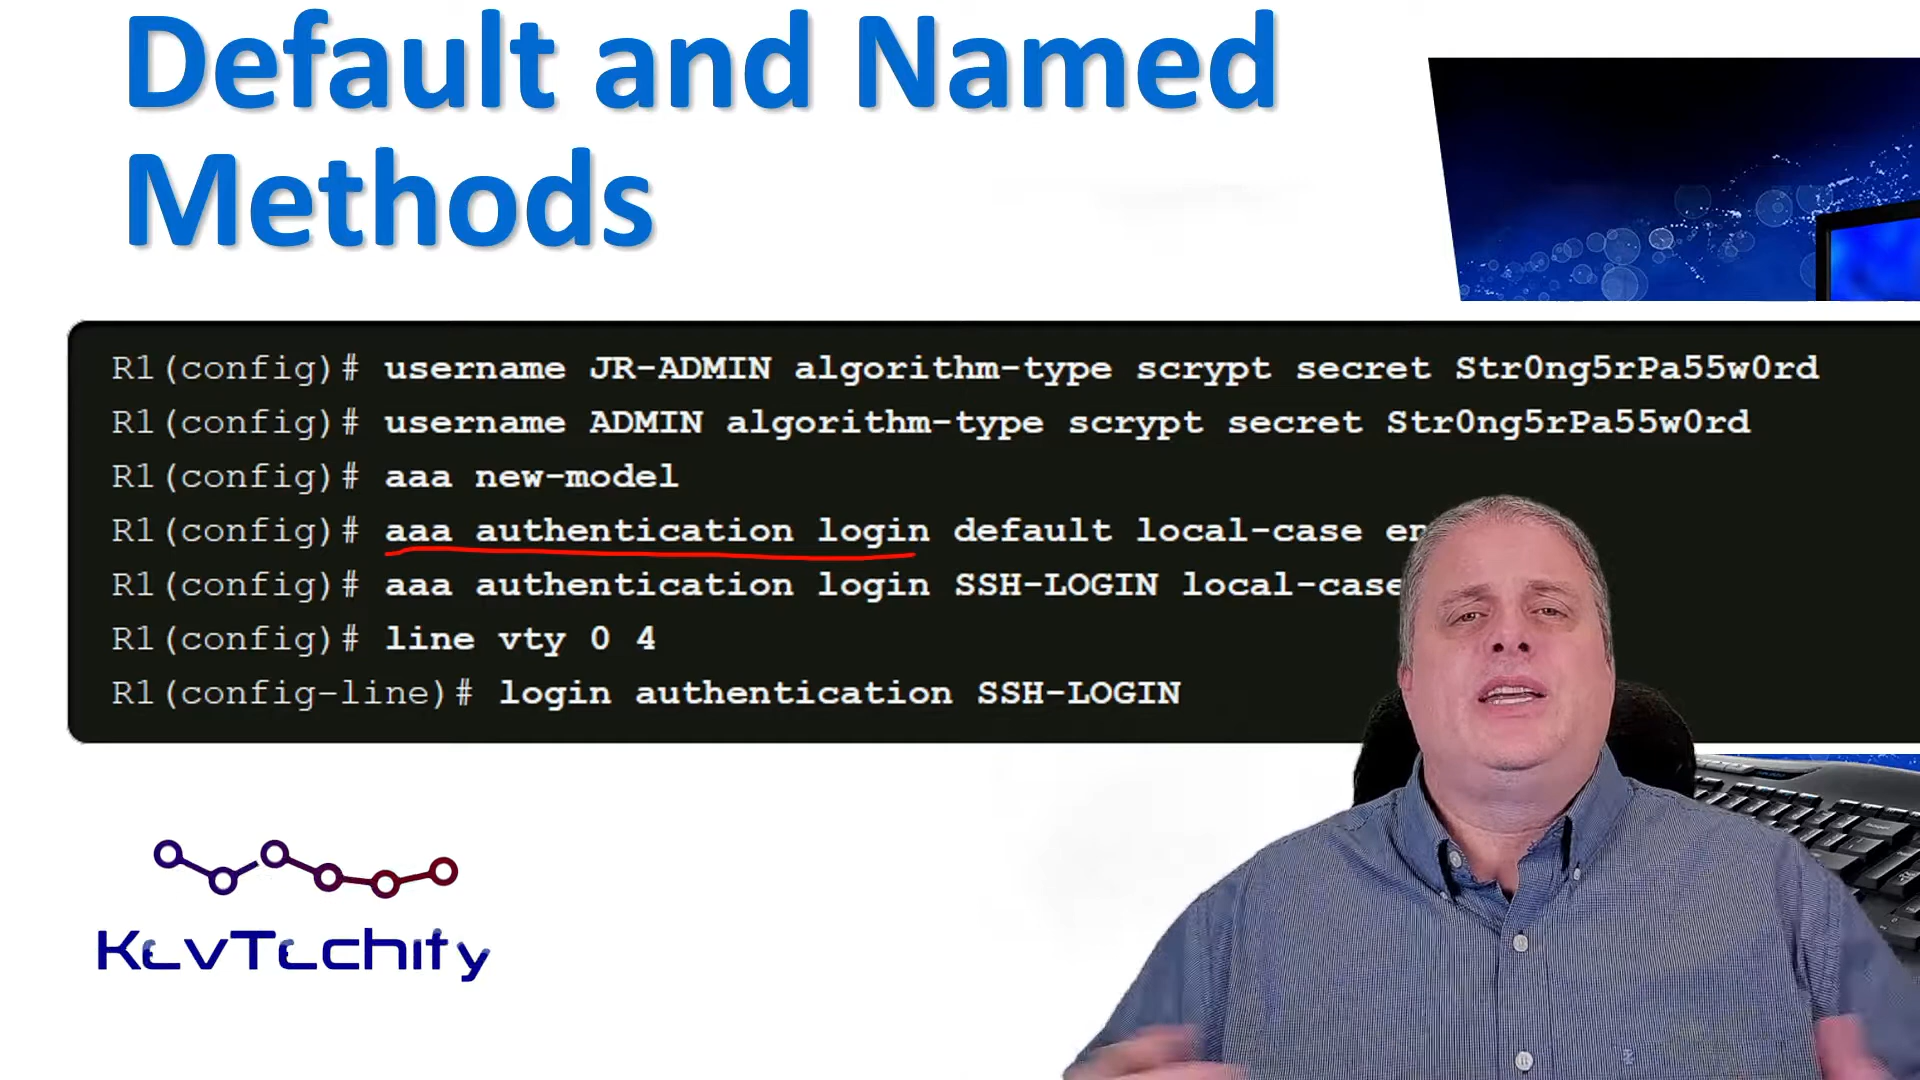 Default and Named
Methods
R1(config)# username JR-ADMIN algorithm-type scrypt secret Str0ng5rPa55w0rd
R1(config)# username ADMIN algorithm-type scrypt secret Str0ng5rPa55w0rd
R1(config)# aaa new-model
R1(config)# aaa authentication login default local-case
R1(config)# aaa authentication login SSH-LOGIN local-case
R1(config)# line vty 0 4
R1(config-line)# login authentication SSH-LOGIN
KevTechify